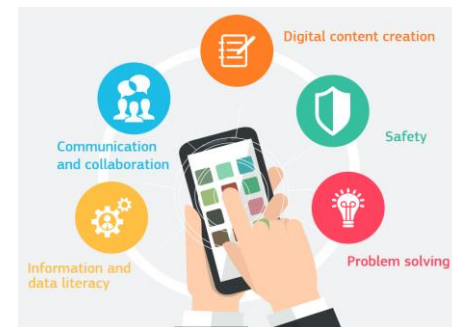 Digital content creation
Safety
Communication
and collaboration
Information and
data literacy
Problem solving